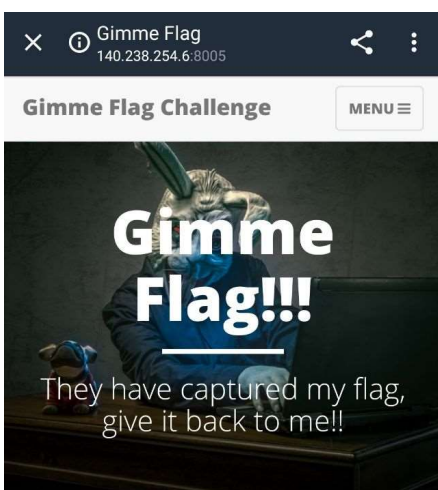 Gimme Flag
140.238.254.6:8005
Gimme Flag Challenge
MENU
Gimme
Flag!!!
They have captured my flag,
give it back to me!!